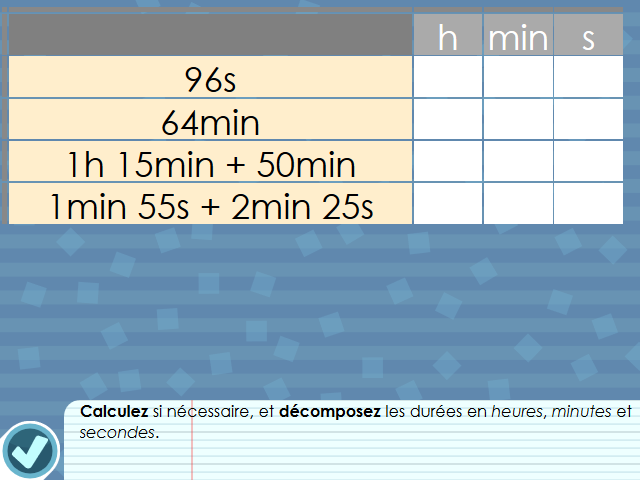 h min s
96s
64min
1h 15min + 50min
1min 55s + 2min 25s
Calculez si nécessaire, et décomposez les durées en heures, minutes et
secondes.